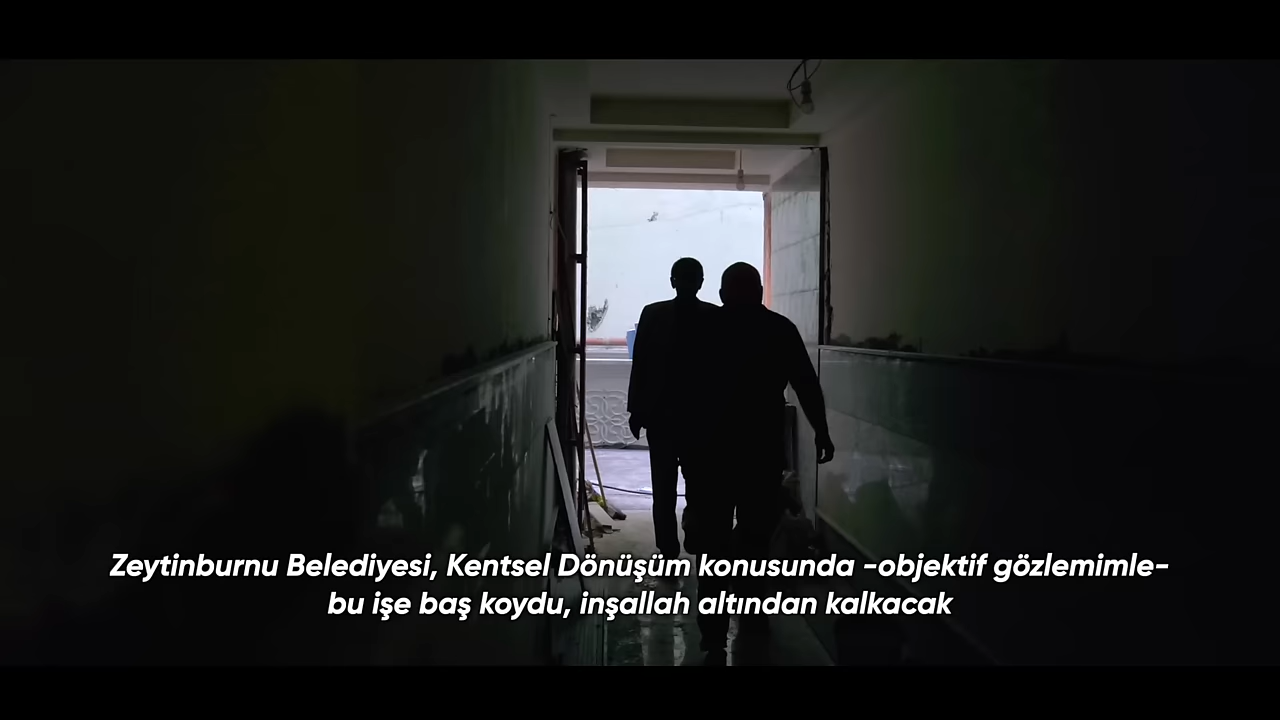 Zeytinburnu Belediyesi, Kentsel Dönüşüm konusunda -objektif gözlemimle-
bu işe baş koydu, inşallah altından kalkacak